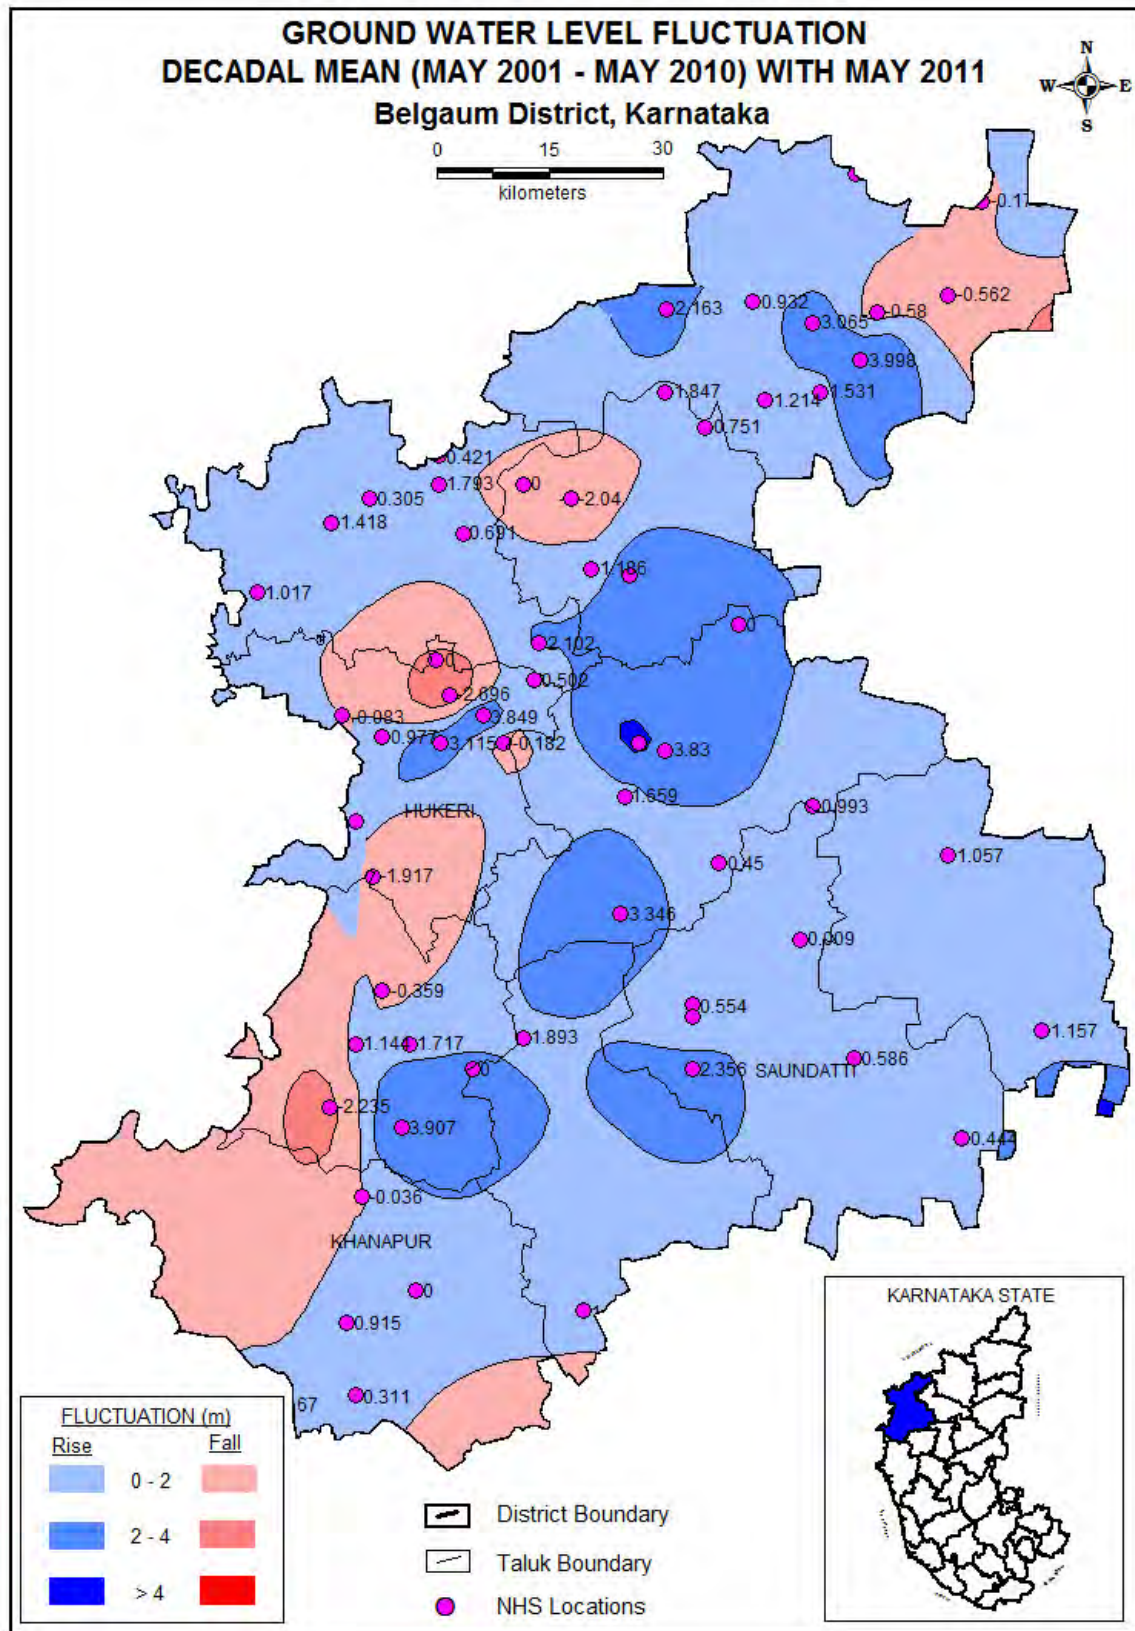 GROUND WATER LEVEL FLUCTUATION
DECADAL MEAN (MAY 2001 - MAY 2010) WITH MAY 2011
Belgaum District, Karnataka
N
W E
S
0 15 30
kilometers
-0.562
2.163
0.932
-0.58
3.065
3.998
1.847
1.214
1.531
0.751
0.421
1.793
0
0.305
-2.04
1.418
0.691
1.186
1.017
0
2.102
0
0.502
-2.696
-0.083
3.849
0.977
3.115
-0.182
3.83
1.659
0.993
HUKERI
1.057
0.45
-1.917
3.346
0.009
-0.359
0.554
1.157
1.144
1.717
1.893
0.586
0
2.356
SAUNDATTI
-2.235
3.907
0.444
-0.036
KHANAPUR
0
0.915
0.311
67
KARNATAKA STATE
FLUCTUATION (m)
Rise Fall
0 - 2
2 - 4
> 4
District Boundary
Taluk Boundary
NHS Locations